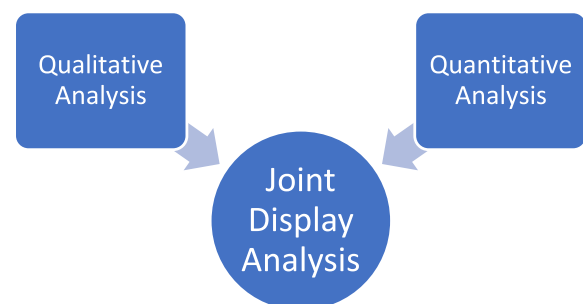 Qualitative
Analysis
Quantitative
Analysis
Joint
Display
Analysis